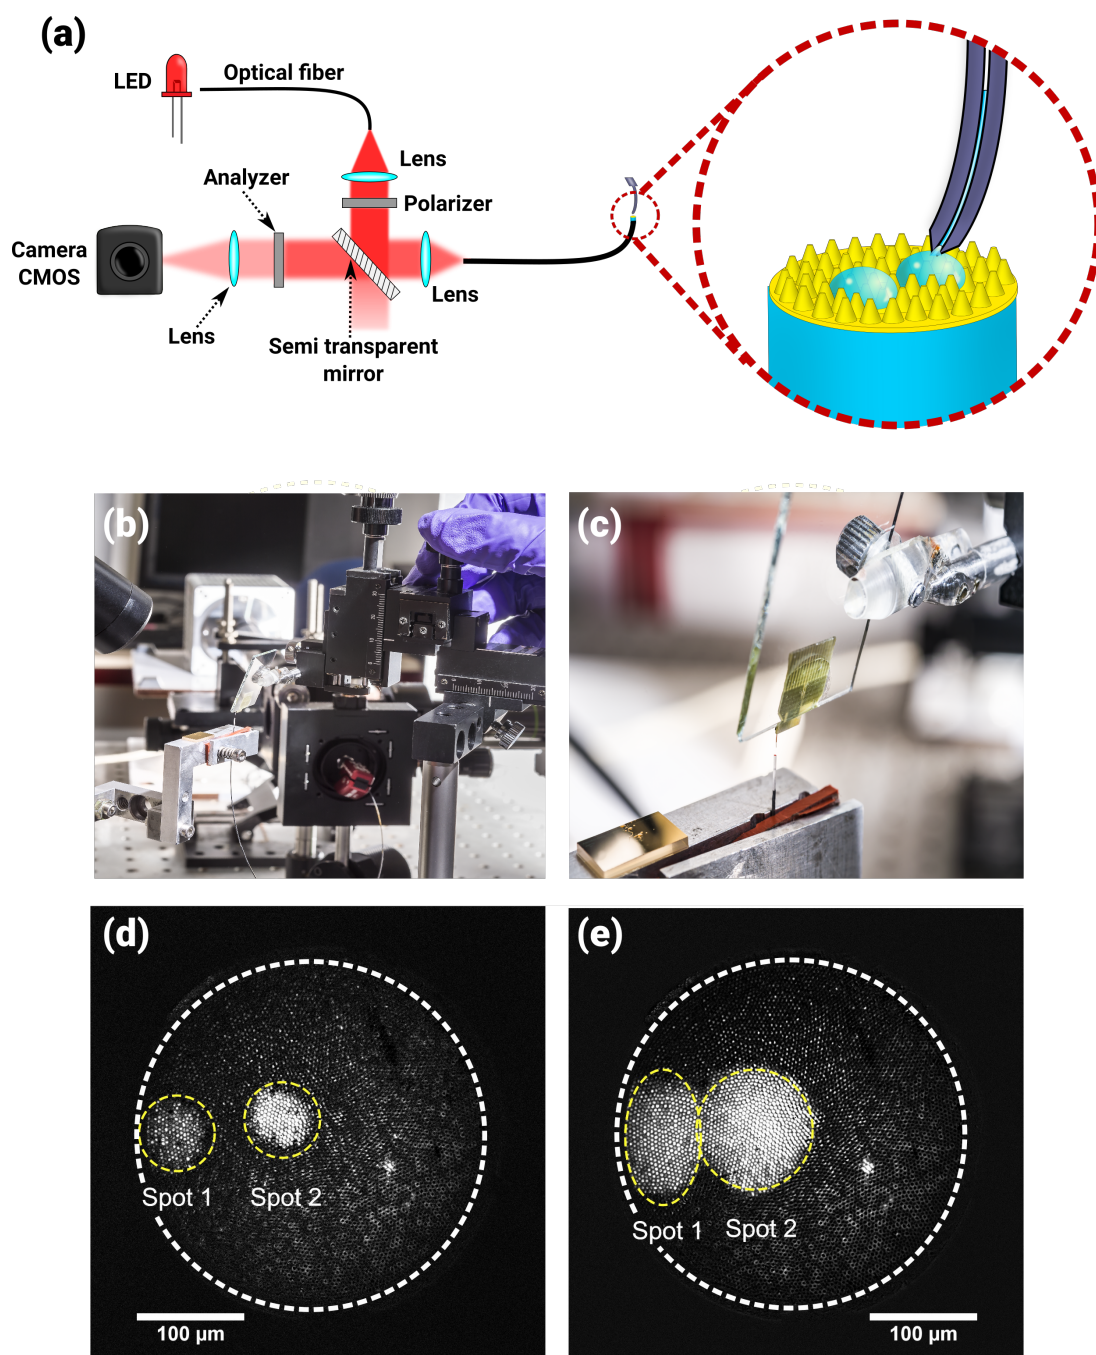 (a)
LED
Optical fiber
Lens
Analyzer
Polarizer
Camera
CMOS
Lens
Lens
Semi transparent
mirror
(b)
(c)
(d)
Spot 1
Spot 2
100 µm
(e)
Spot 1
Spot 2
100 µm